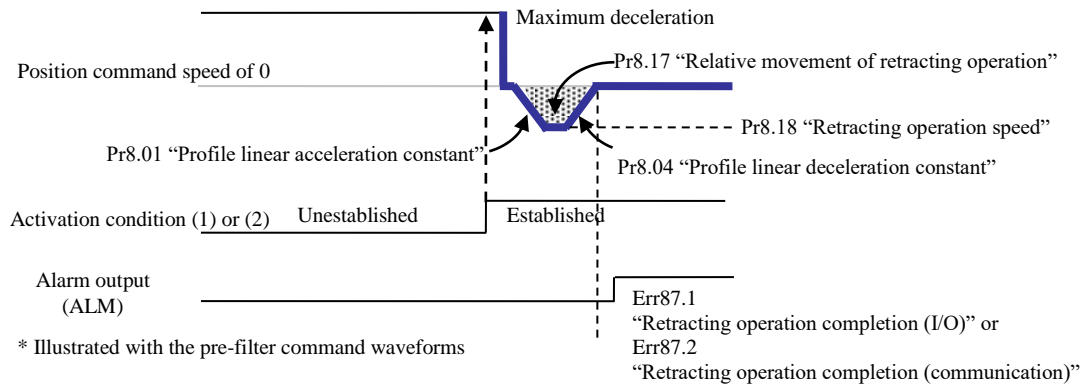 Maximum deceleration
Pr8.17 “Relative movement of retracting operation”
Position command speed of 0
Pr8.18 “Retracting operation speed”
Pr8.01 “Profile linear acceleration constant”
Pr8.04 “Profile linear deceleration constant”
Activation condition (1) or (2)
Unestablished
Established
Alarm output
(ALM)
Err87.1
“Retracting operation completion (I/O)” or
Err87.2
“Retracting operation completion (communication)”
* Illustrated with the pre-filter command waveforms